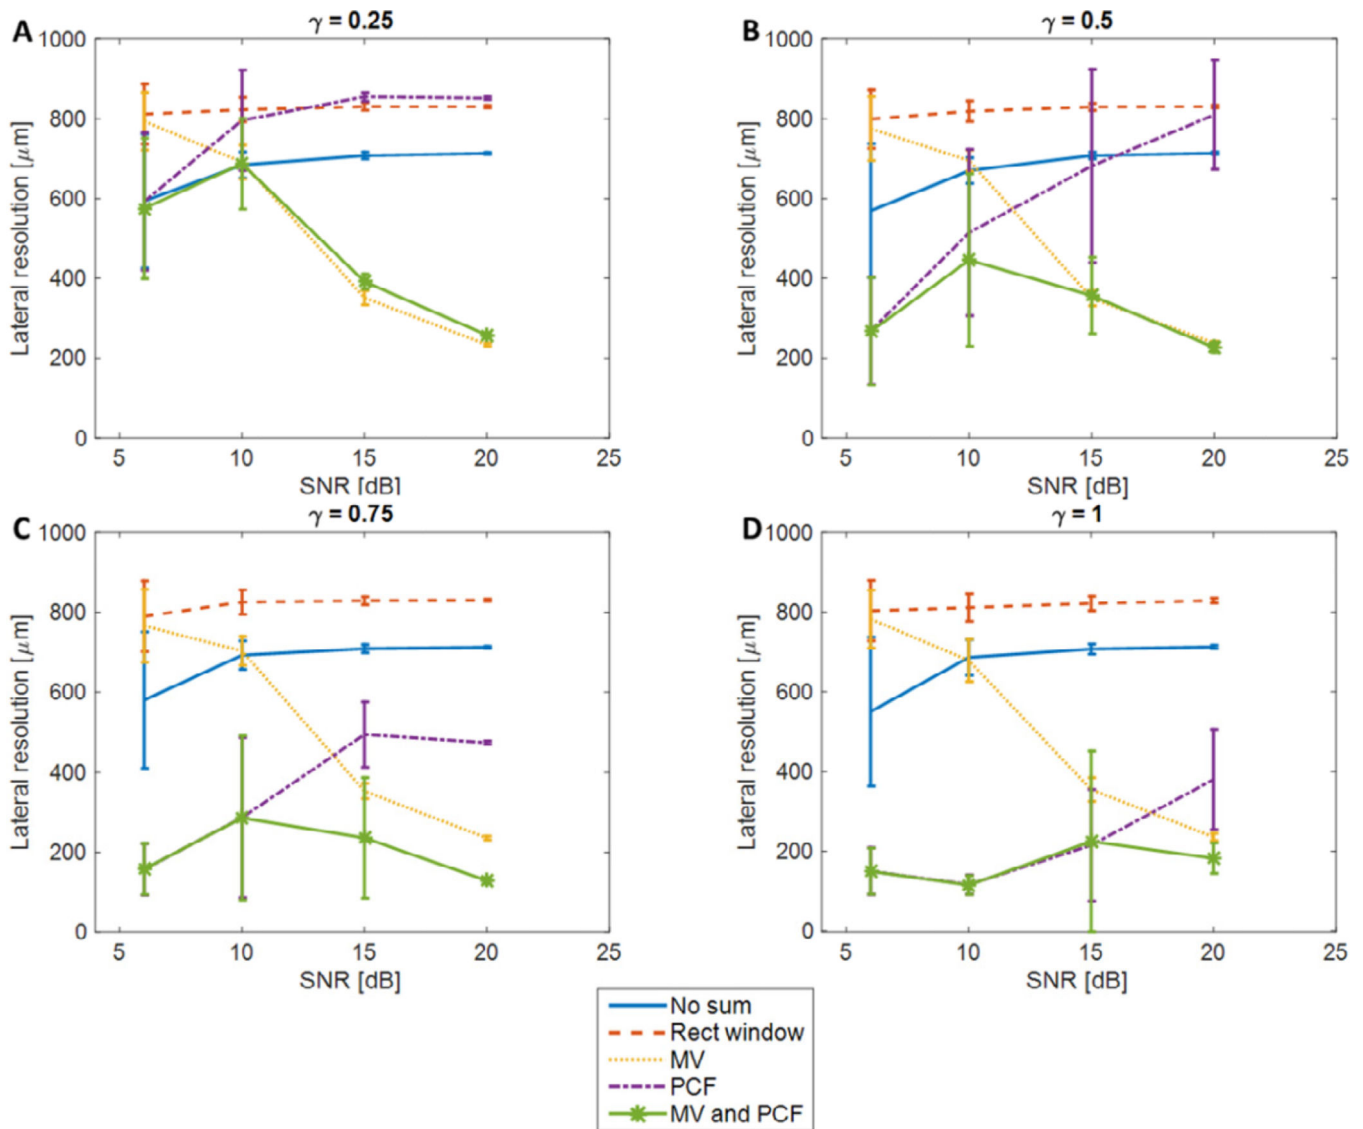 A
γ = 0.25
1000
800
600
400
200
0
Lateral resolution [μm]
5 10 15 20 25
SNR [dB]
B
γ = 0.5
1000
800
600
400
200
0
Lateral resolution [μm]
5 10 15 20 25
SNR [dB]
C
γ = 0.75
1000
800
600
400
200
0
Lateral resolution [μm]
5 10 15 20 25
SNR [dB]
D
γ = 1
1000
800
600
400
200
0
Lateral resolution [μm]
5 10 15 20 25
SNR [dB]
No sum
Rect window
MV
PCF
MV and PCF